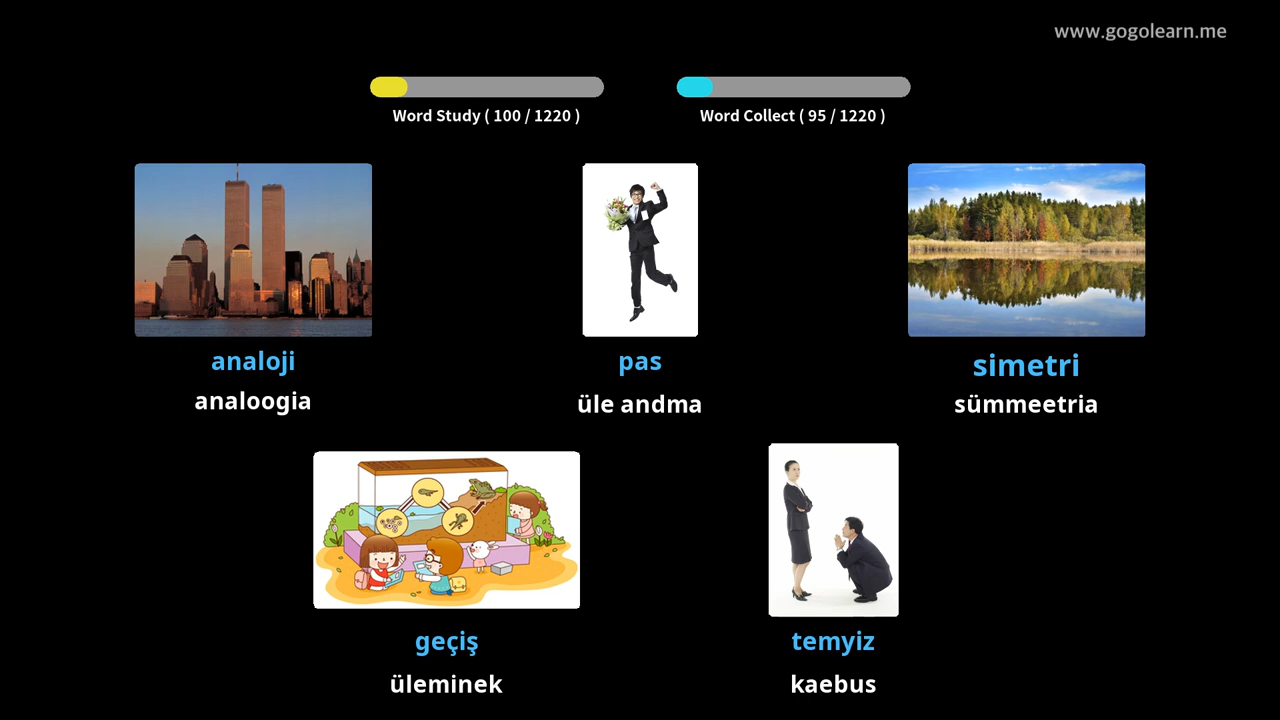 www.gogolearn.me
Word Study ( 100 / 1220 )
Word Collect ( 95 / 1220 )
analoji
analoogia
pas
üle andma
simetri
sümmeetria
geçiş
üleminek
temyiz
kaebus